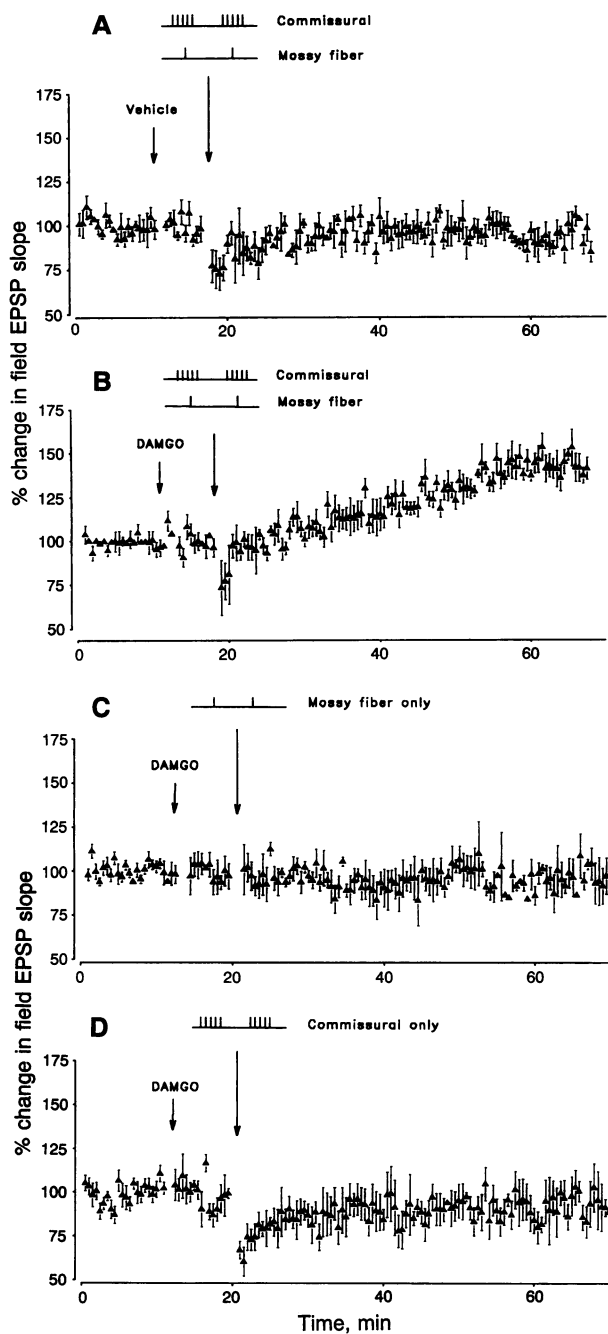 A
Commissural
Mossy fiber
Vehicle
175
150
125
100
75
50
0 20 40 60
B
Commissural
Mossy fiber
DAMGO
175
150
125
100
75
50
0 20 40 60
% change in field EPSP slope
C
Mossy fiber only
DAMGO
175
150
125
100
75
50
0 20 40 60
D
Commissural only
DAMGO
175
150
125
100
75
50
0 20 40 60
% change in field EPSP slope
Time, min